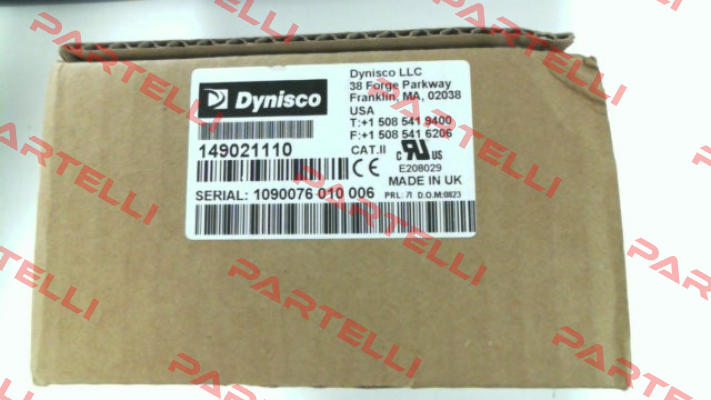 Dynisco
Dynisco LLC
38 Forge Parkway
Franklin, MA, 02038
USA
T:+1 508 541 9400
F:+1 508 541 6206
149021110
CAT.II
C US
E208029
CE
MADE IN UK
SERIAL: 1090076 010 006
PRL: 71 D.O.M:0823
PARTELLI
PARTELLI
PARTELLI
PARTELLI
PARTELLI
PARTELLI